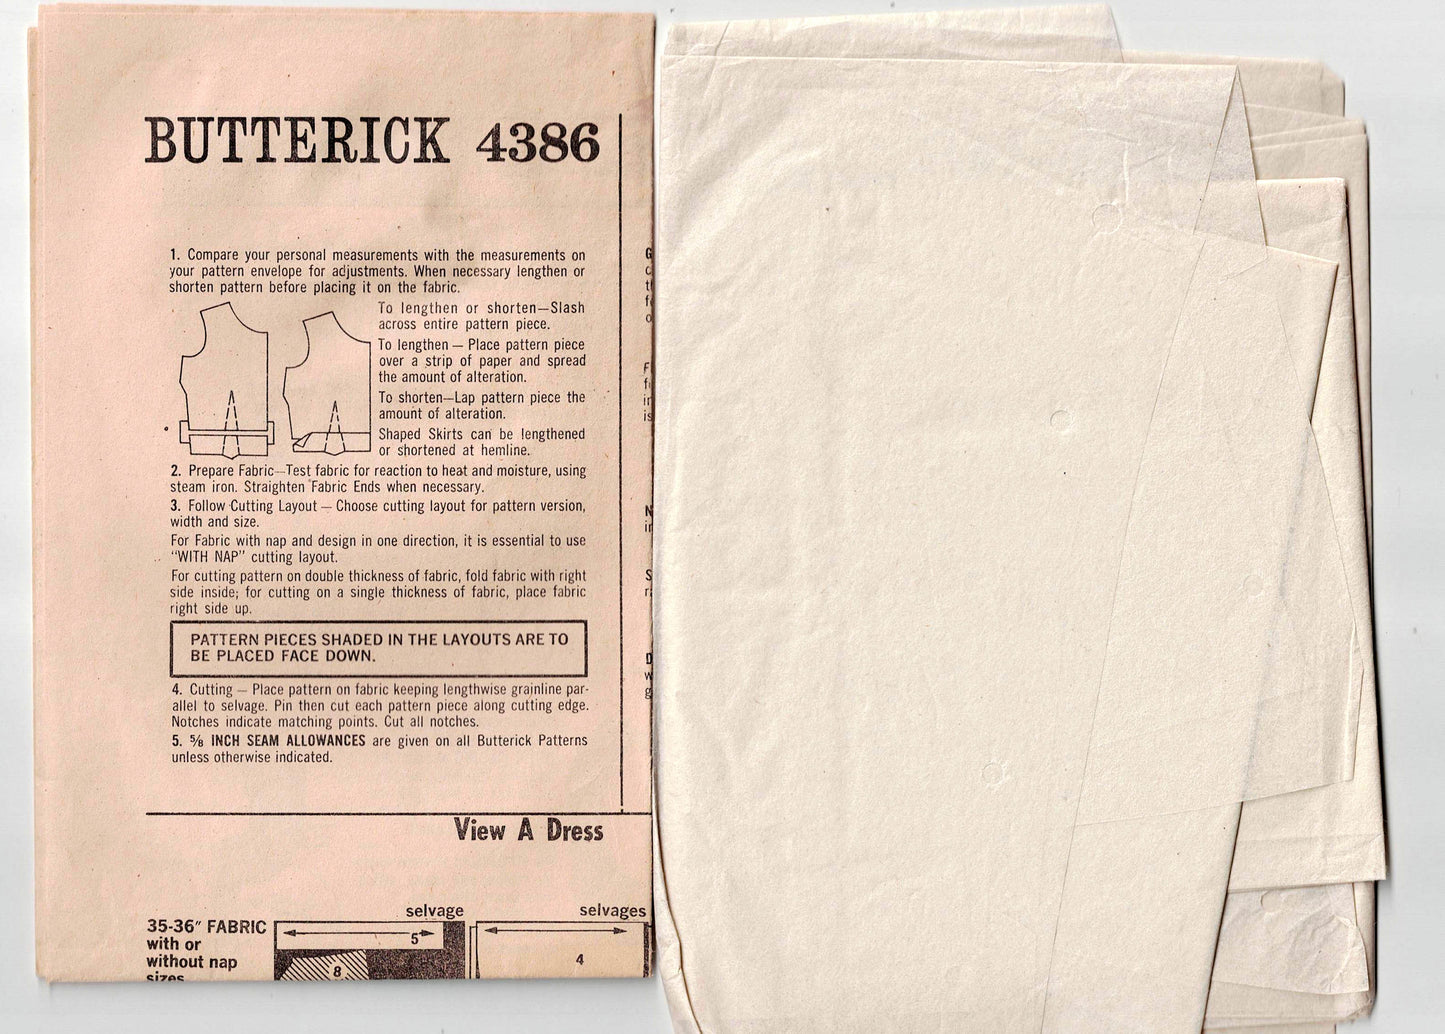 BUTTERICK 4386
1. Compare your personal measurements with the measurements on
your pattern envelope for adjustments. When necessary lengthen or
shorten pattern before placing it on the fabric.
To lengthen or shorten—Slash
across entire pattern piece.
To lengthen — Place pattern piece
over a strip of paper and spread
the amount of alteration.
To shorten—Lap pattern piece the
amount of alteration.
Shaped Skirts can be lengthened
or shortened at hemline.
2. Prepare Fabric—Test fabric for reaction to heat and moisture, using
steam iron. Straighten Fabric Ends when necessary.
3. Follow Cutting Layout — Choose cutting layout for pattern version,
width and size.
For Fabric with nap and design in one direction, it is essential to use
“WITH NAP” cutting layout.
For cutting pattern on double thickness of fabric, fold fabric with right
side inside; for cutting on a single thickness of fabric, place fabric
right side up.
PATTERN PIECES SHADED IN THE LAYOUTS ARE TO
BE PLACED FACE DOWN.
4. Cutting — Place pattern on fabric keeping lengthwise grainline par-
allel to selvage. Pin then cut each pattern piece along cutting edge.
Notches indicate matching points. Cut all notches.
5. ⅝ INCH SEAM ALLOWANCES are given on all Butterick Patterns
unless otherwise indicated.
View A Dress
selvage
selvages
35-36″ FABRIC
with or
without nap
sizes
5
8
4